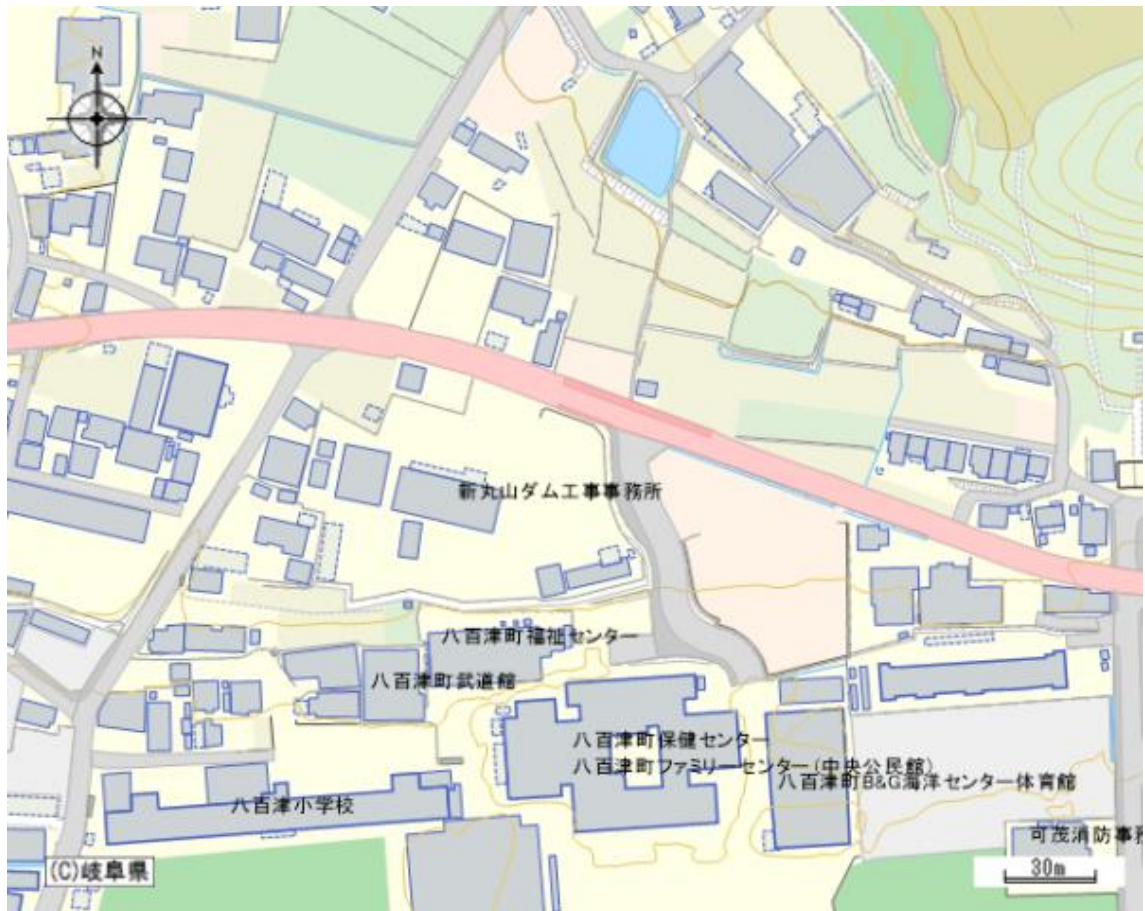 N
新丸山ダム工事事務所
八百津町福祉センター
八百津町武道館
八百津町保健センター
八百津町ファミリーセンター(中央公民館)
八百津町B&G海洋センター体育館
八百津小学校
可茂消防事務
(C)岐阜県
30m